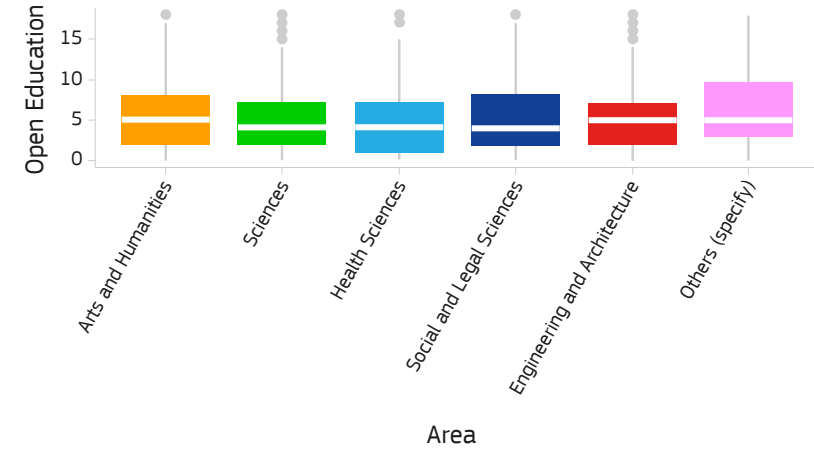 Open Education
15
10
5
0
Arts and Humanities
Sciences
Health Sciences
Social and Legal Sciences
Engineering and Architecture
Others (specify)
Area